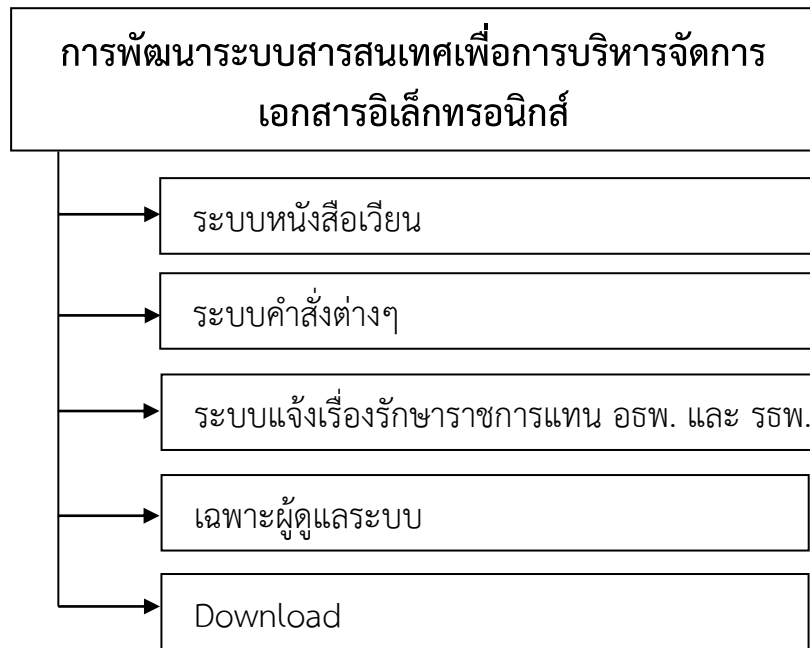 การพัฒนาระบบสารสนเทศเพื่อการบริหารจัดการ
เอกสารอิเล็กทรอนิกส์
ระบบหนังสือเวียน
ระบบคำสั่งต่างๆ
ระบบแจ้งเรื่องรักษาราชการแทน อธพ. และ รธพ.
เฉพาะผู้ดูแลระบบ
Download